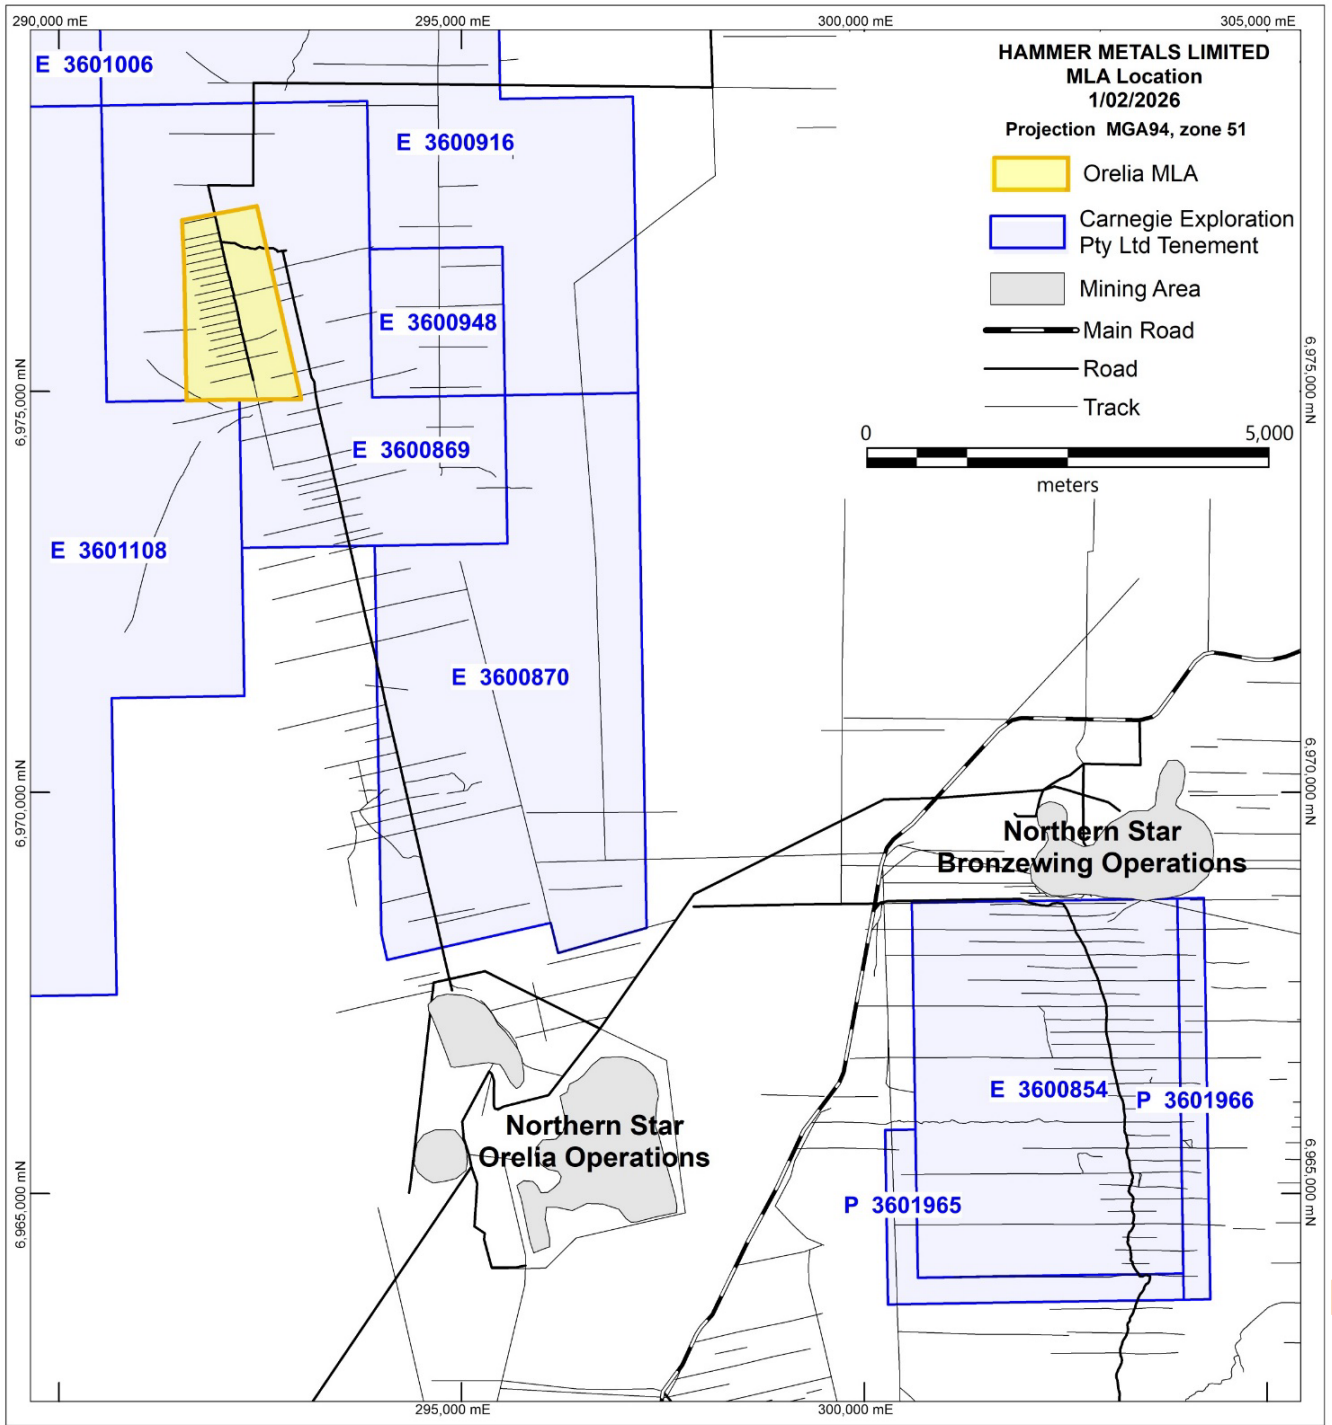 290,000 mE
295,000 mE
300,000 mE
305,000 mE
HAMMER METALS LIMITED
MLA Location
1/02/2026
Projection MGA94, zone 51
Orelia MLA
Carnegie Exploration
Pty Ltd Tenement
Mining Area
Main Road
Road
Track
0
5,000
meters
E 3601006
E 3600916
E 3600948
6,975,000 mN
6,975,000 mN
E 3600869
E 3601108
E 3600870
6,970,000 mN
6,970,000 mN
Northern Star
Bronzewing Operations
E 3600854
P 3601966
Northern Star
Orelia Operations
6,965,000 mN
6,965,000 mN
P 3601965
295,000 mE
300,000 mE